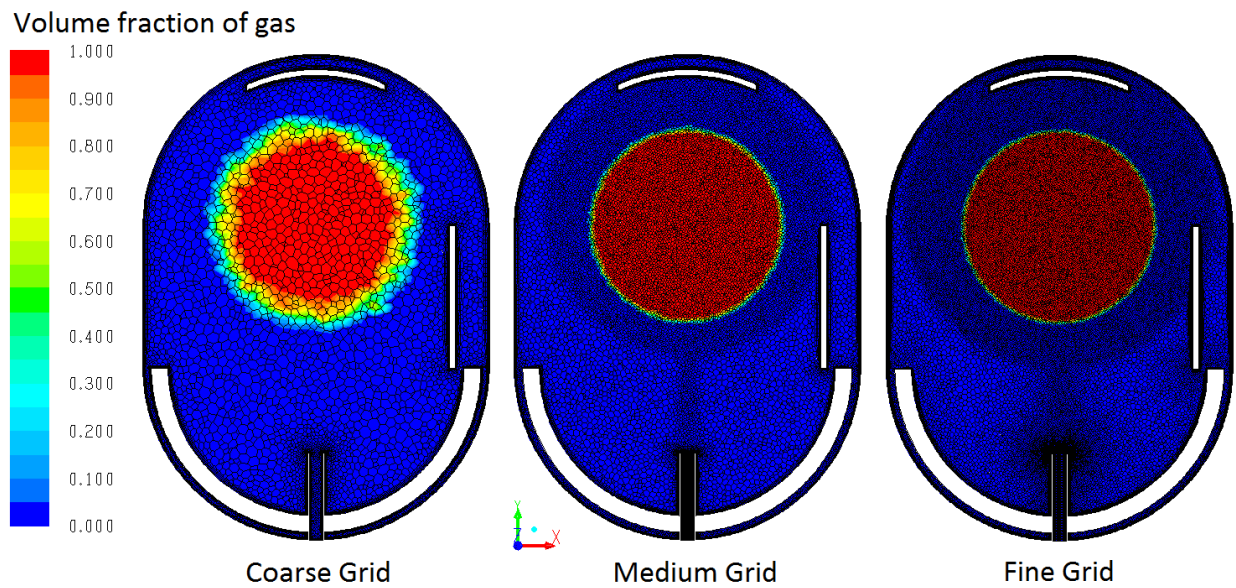 Volume fraction of gas
1.000
0.900
0.800
0.700
0.600
0.500
0.400
0.300
0.200
0.100
0.000
Y
Z
X
Coarse Grid
Medium Grid
Fine Grid